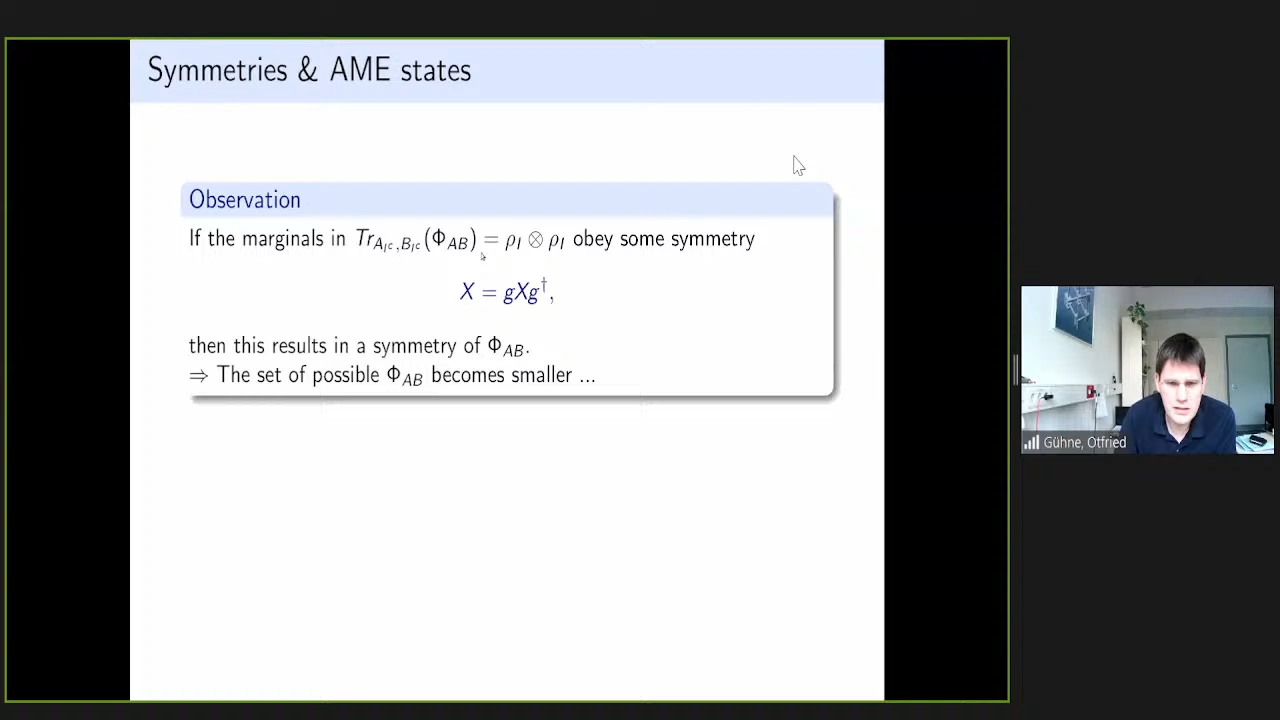 Symmetries & AME states
Observation
If the marginals in Tr_{A_{I^c},B_{I^c}}(Φ_{AB}) = ρ_I ⊗ ρ_I obey some symmetry
X = gXg†,
then this results in a symmetry of Φ_{AB}.
⇒ The set of possible Φ_{AB} becomes smaller ...
Gühne, Otfried